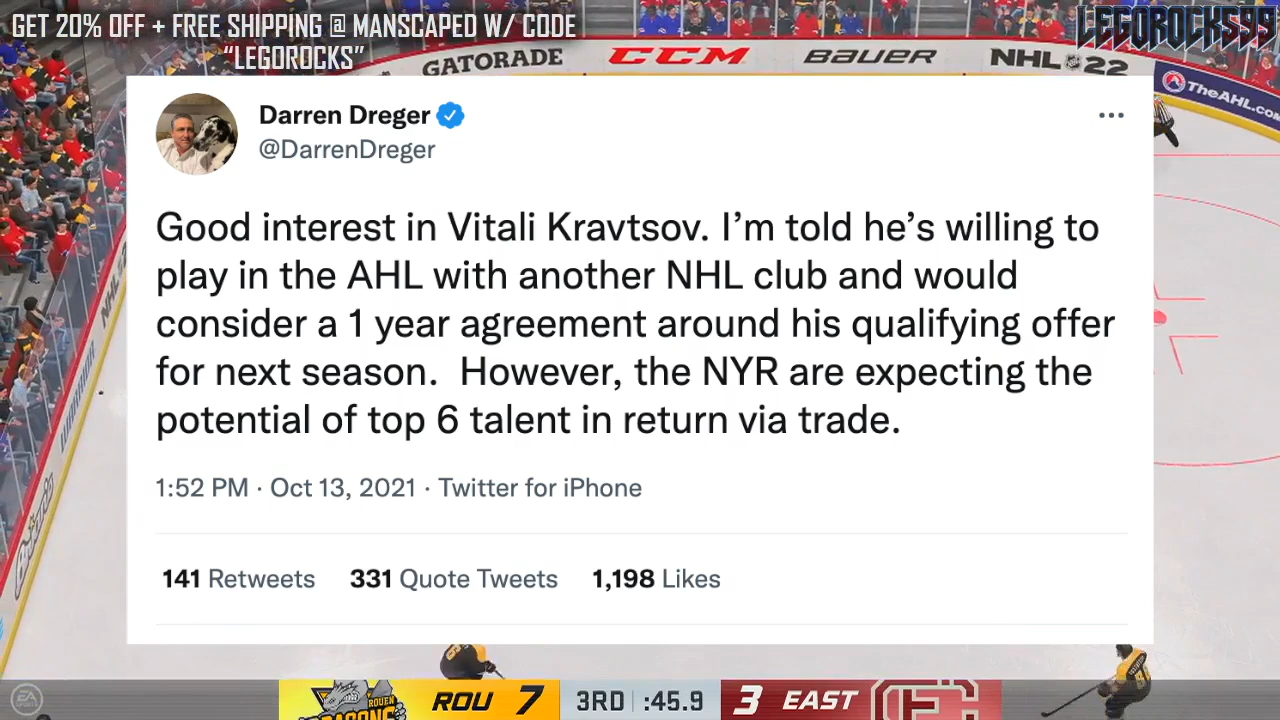 GET 20% OFF + FREE SHIPPING @ MANSCAPED W/ CODE
"LEGOROCKS"
LEGOROCKS99
GATORADE CCM BAUER NHL 22
TheAHL.com
Darren Dreger
@DarrenDreger
Good interest in Vitali Kravtsov. I’m told he’s willing to
play in the AHL with another NHL club and would
consider a 1 year agreement around his qualifying offer
for next season.  However, the NYR are expecting the
potential of top 6 talent in return via trade.
1:52 PM · Oct 13, 2021 · Twitter for iPhone
141 Retweets 331 Quote Tweets 1,198 Likes
EA
SPORTS
ROUEN
DRAGONS
ROU 7 3RD :45.9 3 EAST